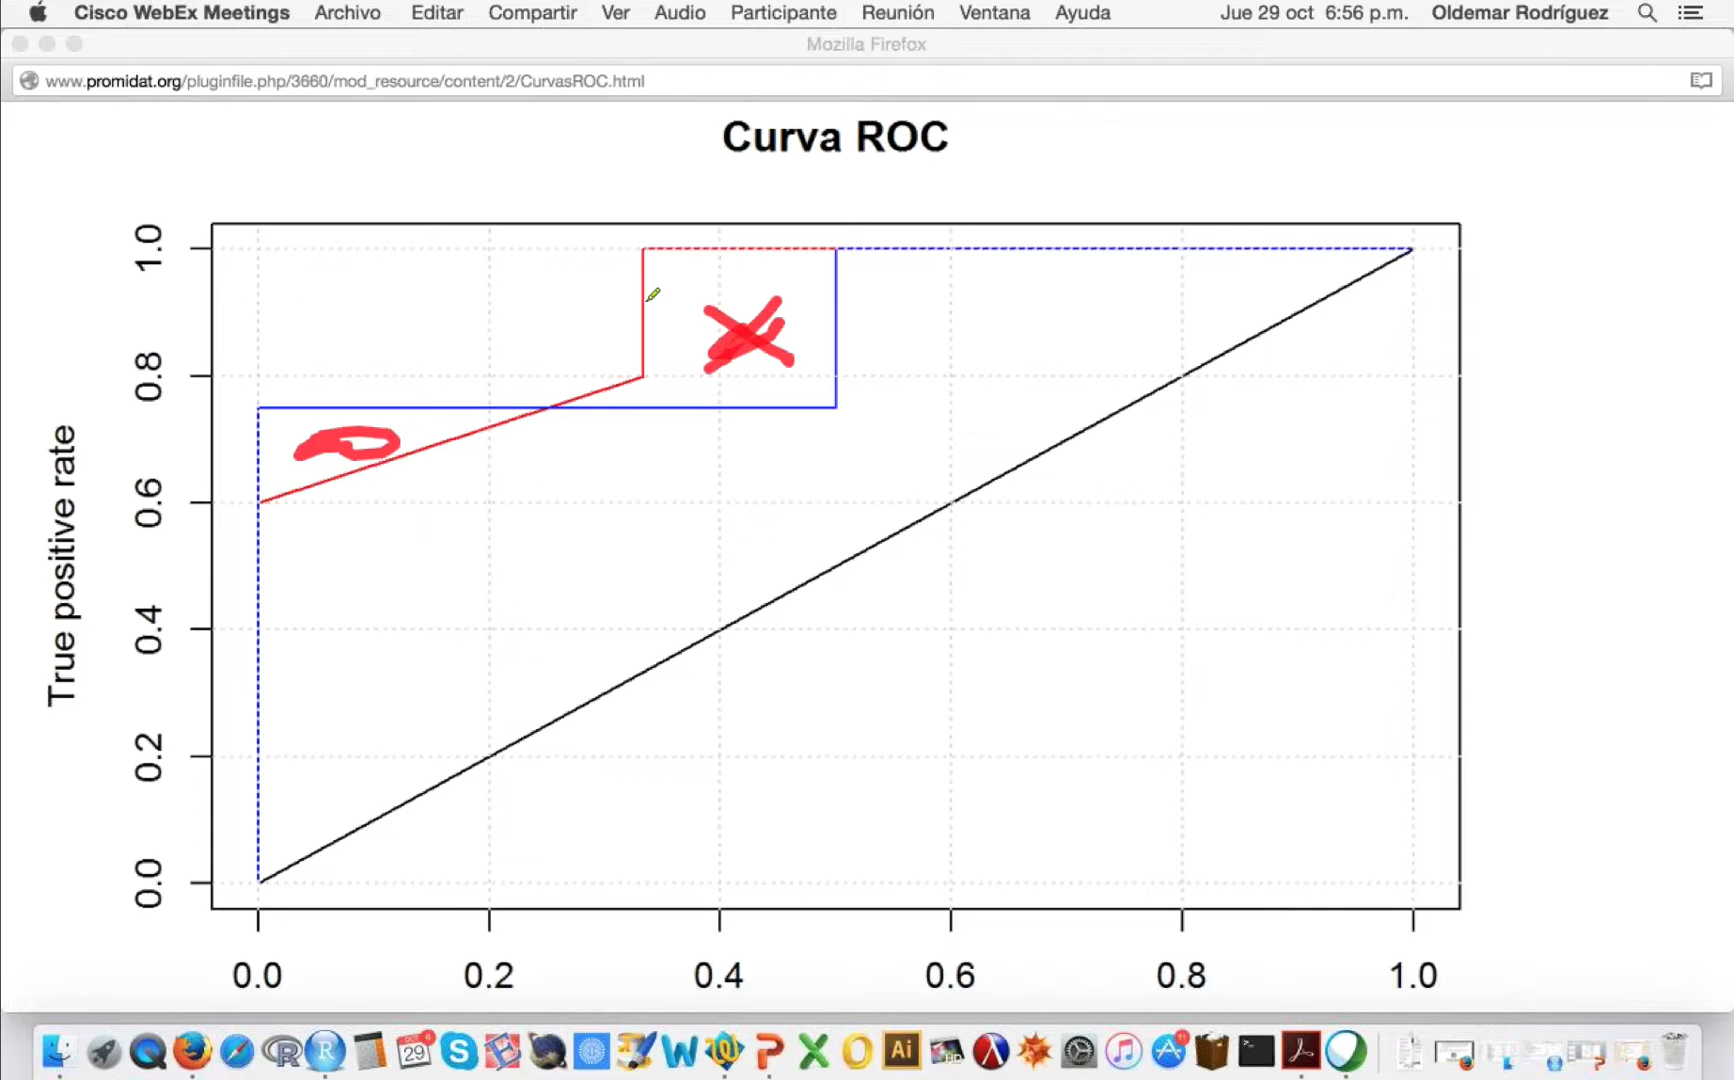 Cisco WebEx Meetings Archivo Editar Compartir Ver Audio Participante Reunión Ventana Ayuda Jue 29 oct 6:56 p.m. Oldemar Rodríguez
Mozilla Firefox
www.promidat.org/pluginfile.php/3660/mod_resource/content/2/CurvasROC.html
Curva ROC
True positive rate
1.0
0.8
0.6
0.4
0.2
0.0
0.0 0.2 0.4 0.6 0.8 1.0
29
Ai